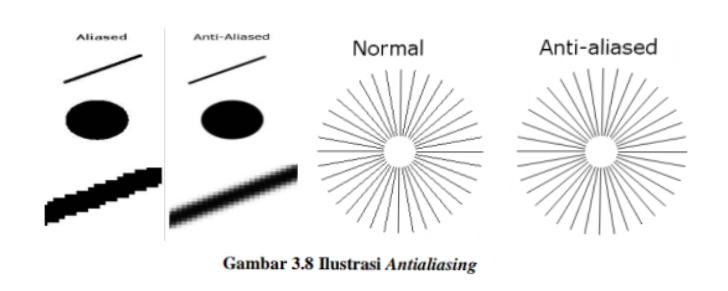 Aliased
Anti-Aliased
Normal
Anti-aliased
Gambar 3.8 Ilustrasi Antialiasing